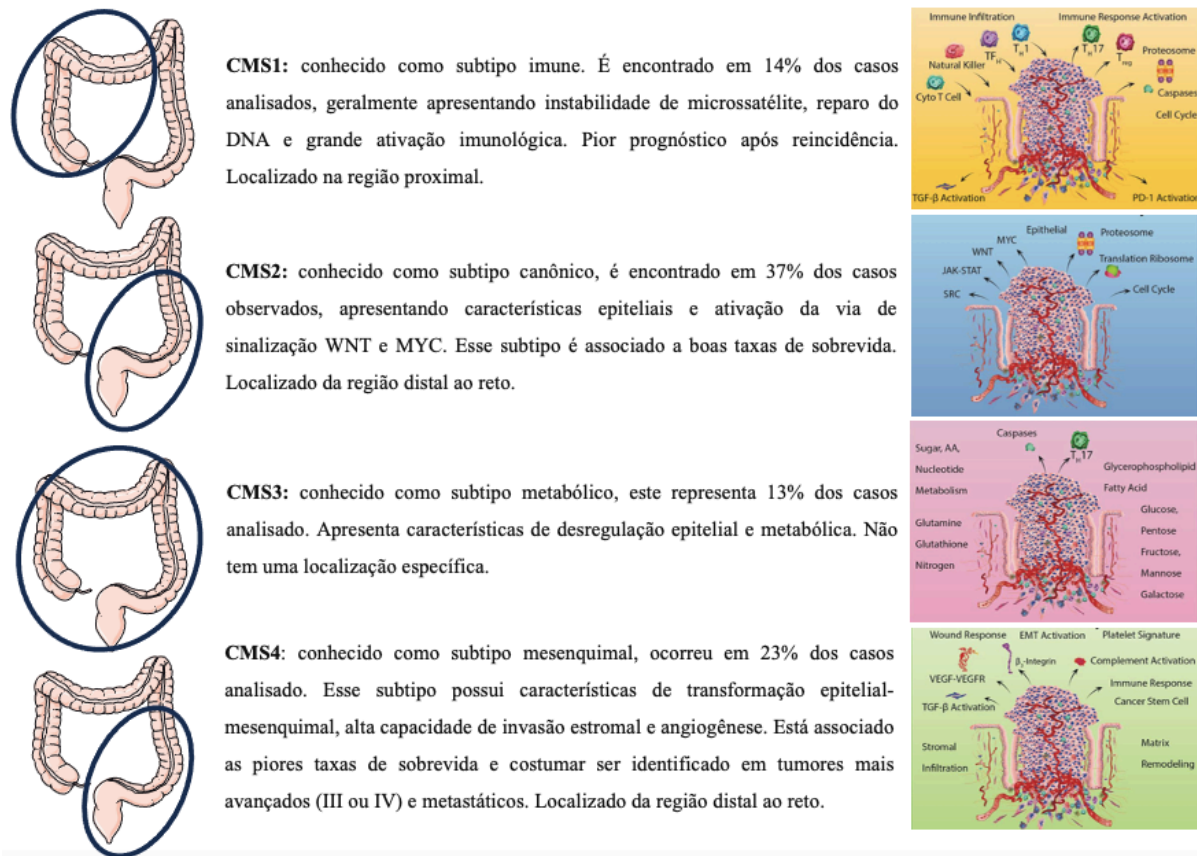 CMS1: conhecido como subtipo imune. É encontrado em 14% dos casos
analisados, geralmente apresentando instabilidade de microssatélite, reparo do
DNA e grande ativação imunológica. Pior prognóstico após reincidência.
Localizado na região proximal.
Immune Infiltration
Immune Response Activation
TH1
TFH
TH17
Treg
Natural Killer
Cyto T Cell
Proteosome
Caspases
Cell Cycle
TGF-β Activation
PD-1 Activation
CMS2: conhecido como subtipo canônico, é encontrado em 37% dos casos
observados, apresentando características epiteliais e ativação da via de
sinalização WNT e MYC. Esse subtipo é associado a boas taxas de sobrevida.
Localizado da região distal ao reto.
Epithelial
MYC
WNT
JAK-STAT
SRC
Proteosome
Translation Ribosome
Cell Cycle
CMS3: conhecido como subtipo metabólico, este representa 13% dos casos
analisado. Apresenta características de desregulação epitelial e metabólica. Não
tem uma localização específica.
Caspases
TH17
Sugar, AA,
Nucleotide
Metabolism
Glutamine
Glutathione
Nitrogen
Glycerophospholipid
Fatty Acid
Glucose,
Pentose
Fructose,
Mannose
Galactose
CMS4: conhecido como subtipo mesenquimal, ocorreu em 23% dos casos
analisado. Esse subtipo possui características de transformação epitelial-
mesenquimal, alta capacidade de invasão estromal e angiogênese. Está associado
as piores taxas de sobrevida e costumar ser identificado em tumores mais
avançados (III ou IV) e metastáticos. Localizado da região distal ao reto.
Wound Response
EMT Activation
Platelet Signature
β2-Integrin
Complement Activation
VEGF-VEGFR
Immune Response
TGF-β Activation
Cancer Stem Cell
Stromal
Infiltration
Matrix
Remodeling